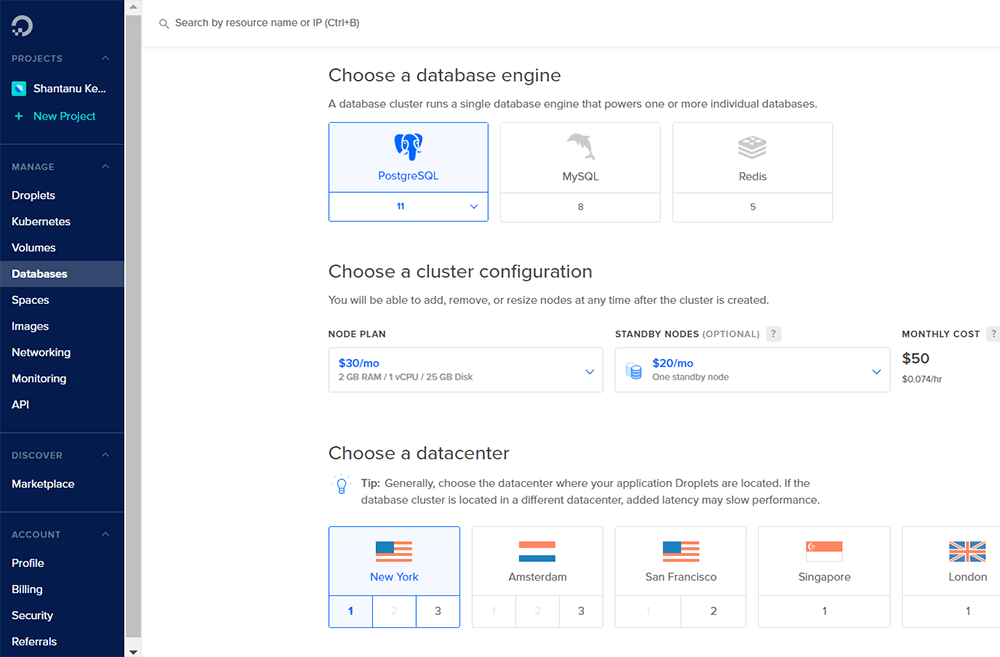 Search by resource name or IP (Ctrl+B)
PROJECTS
Shantanu Ke...
+ New Project
MANAGE
Droplets
Kubernetes
Volumes
Databases
Spaces
Images
Networking
Monitoring
API
DISCOVER
Marketplace
ACCOUNT
Profile
Billing
Security
Referrals
Choose a database engine
A database cluster runs a single database engine that powers one or more individual databases.
PostgreSQL
11
MySQL
8
Redis
5
Choose a cluster configuration
You will be able to add, remove, or resize nodes at any time after the cluster is created.
NODE PLAN
$30/mo
2 GB RAM / 1 vCPU / 25 GB Disk
STANDBY NODES (OPTIONAL) ?
$20/mo
One standby node
MONTHLY COST ?
$50
$0.074/hr
Choose a datacenter
Tip: Generally, choose the datacenter where your application Droplets are located. If the
database cluster is located in a different datacenter, added latency may slow performance.
New York
1 2 3
Amsterdam
1 2 3
San Francisco
1 2
Singapore
1
London
1